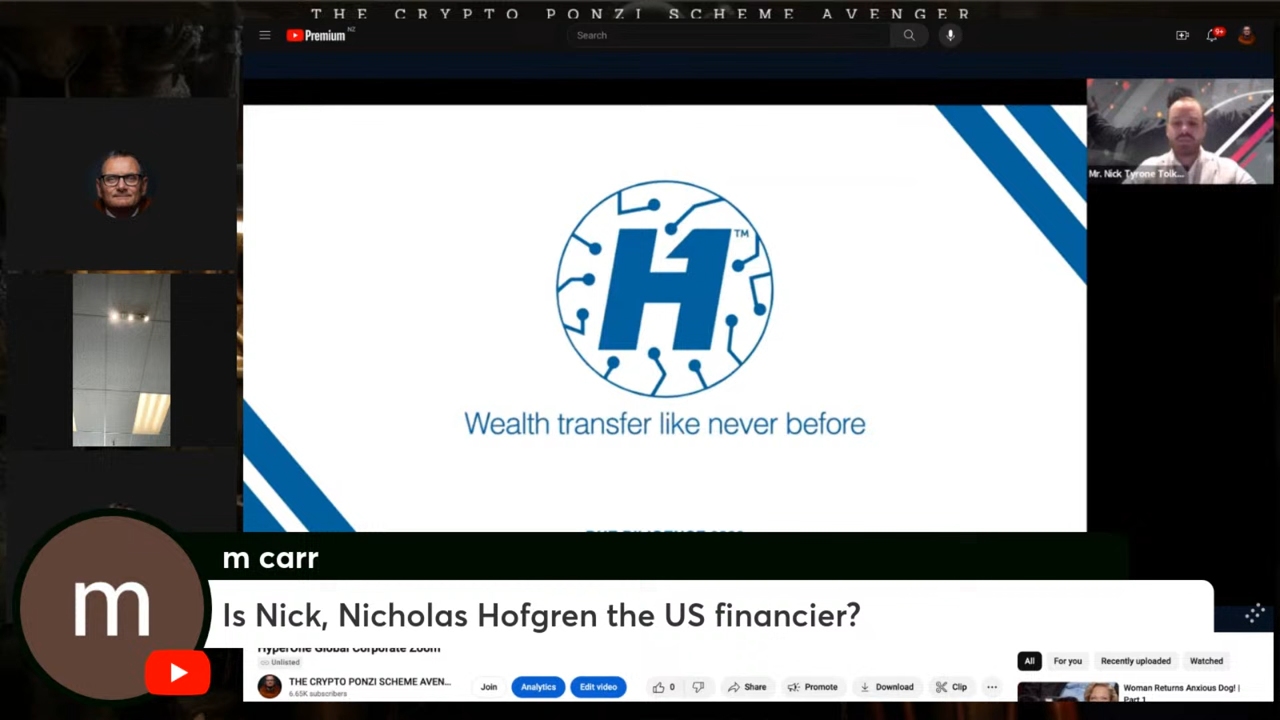 THE CRYPTO PONZI SCHEME AVENGER
Premium NZ
Search
9+
Mr. Nick Tyrone Tolk...
H1 TM
Wealth transfer like never before
m carr
m
Is Nick, Nicholas Hofgren the US financier?
HyperOne Global Corporate Zoom
Unlisted
THE CRYPTO PONZI SCHEME AVEN...
6.65K subscribers
Join
Analytics
Edit video
0
Share
Promote
Download
Clip
All
For you
Recently uploaded
Watched
Woman Returns Anxious Dog! |
Part 1